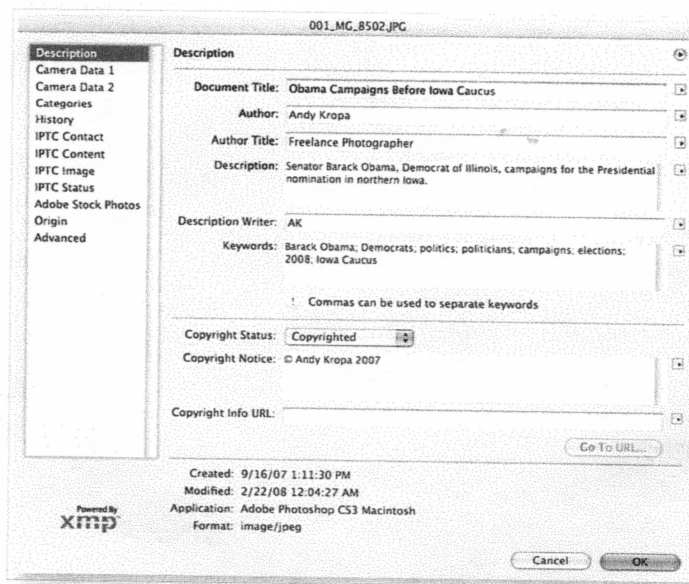 001_MG_8502.JPG
Description
Camera Data 1
Camera Data 2
Categories
History
IPTC Contact
IPTC Content
IPTC Image
IPTC Status
Adobe Stock Photos
Origin
Advanced
Description
Document Title: Obama Campaigns Before Iowa Caucus
Author: Andy Kropa
Author Title: Freelance Photographer
Description: Senator Barack Obama, Democrat of Illinois, campaigns for the Presidential
nomination in northern Iowa.
Description Writer: AK
Keywords: Barack Obama; Democrats; politics; politicians; campaigns; elections;
2008; Iowa Caucus
! Commas can be used to separate keywords
Copyright Status: Copyrighted
Copyright Notice: © Andy Kropa 2007
Copyright Info URL:
Go To URL...
Created: 9/16/07 1:11:30 PM
Modified: 2/22/08 12:04:27 AM
Application: Adobe Photoshop CS3 Macintosh
Format: image/jpeg
Powered By
xmp
Cancel
OK